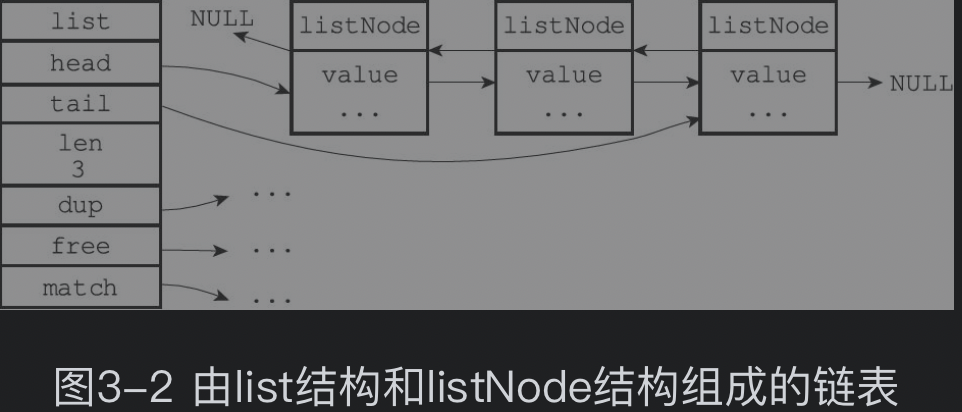 list
head
tail
len
3
dup
free
match
NULL
listNode
value
...
listNode
value
...
listNode
value
...
NULL
...
...
...
图3-2 由list结构和listNode结构组成的链表